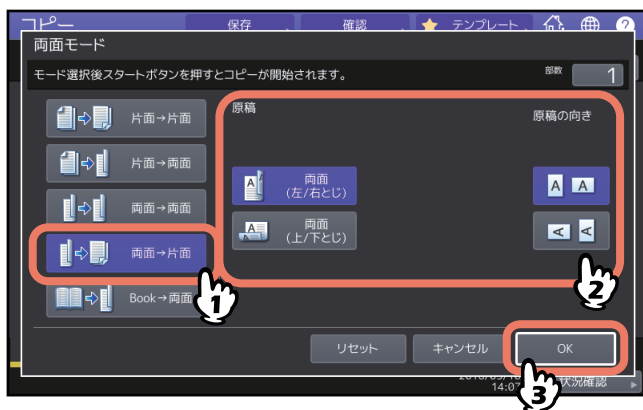 コピー 保存 確認 テンプレート ?
両面モード
モード選択後スタートボタンを押すとコピーが開始されます。 部数 1
原稿 原稿の向き
片面→片面
片面→両面
両面
(左/右とじ) A A A
両面→両面
両面
(上/下とじ) A A A
両面→片面
1 2
Book→両面
リセット キャンセル OK
14:07 状況確認
3